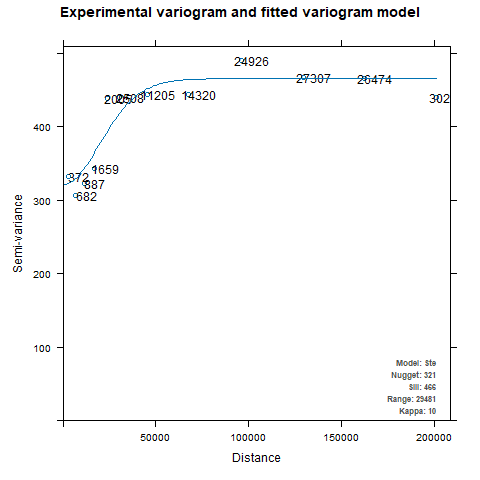 Experimental variogram and fitted variogram model
24926
27307
26474
302
14320
11205
2005
2508
1659
372
887
682
400
300
200
100
Semi-variance
Model: Ste
Nugget: 321
Sill: 466
Range: 29481
Kappa: 10
50000 100000 150000 200000
Distance